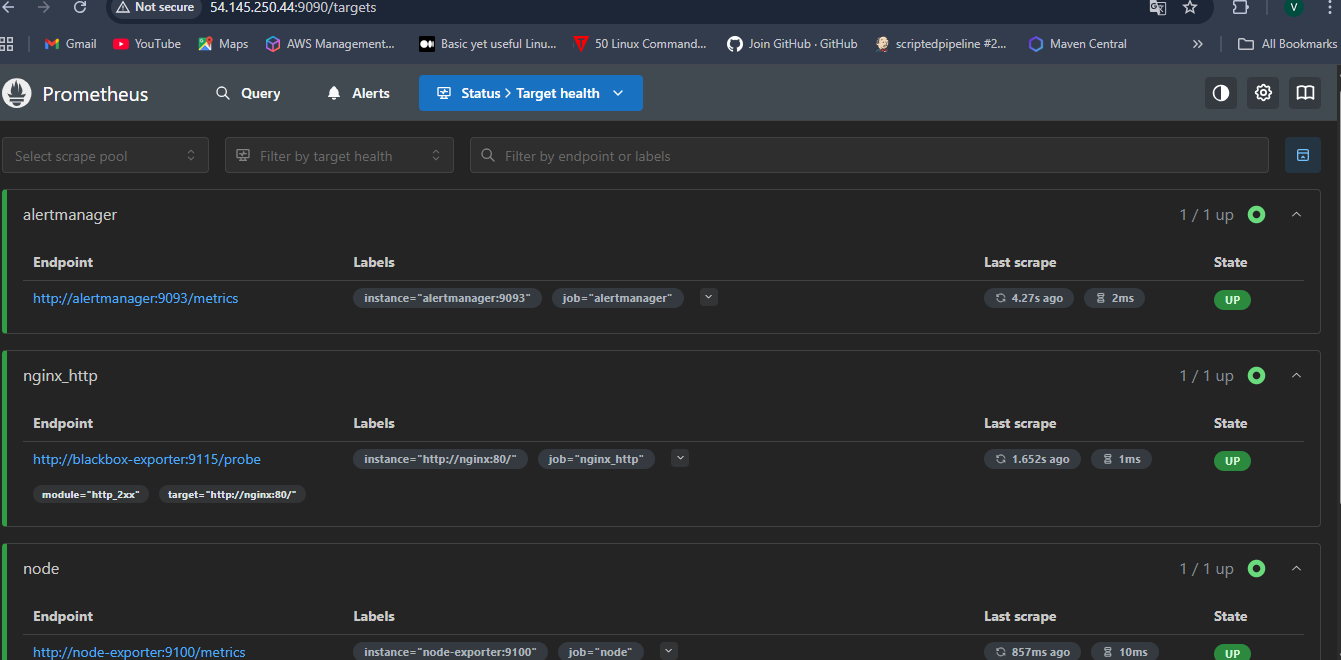 Not secure 54.145.250.44:9090/targets V
Gmail YouTube Maps AWS Management... Basic yet useful Linu... 50 Linux Command... Join GitHub · GitHub scriptedpipeline #2... Maven Central » All Bookmarks
Prometheus Query Alerts Status > Target health
Select scrape pool Filter by target health Filter by endpoint or labels
alertmanager 1 / 1 up
Endpoint Labels Last scrape State
http://alertmanager:9093/metrics instance="alertmanager:9093" job="alertmanager" 4.27s ago 2ms UP
nginx_http 1 / 1 up
Endpoint Labels Last scrape State
http://blackbox-exporter:9115/probe instance="http://nginx:80/" job="nginx_http" 1.652s ago 1ms UP
module="http_2xx" target="http://nginx:80/"
node 1 / 1 up
Endpoint Labels Last scrape State
http://node-exporter:9100/metrics instance="node-exporter:9100" job="node" 857ms ago 10ms UP